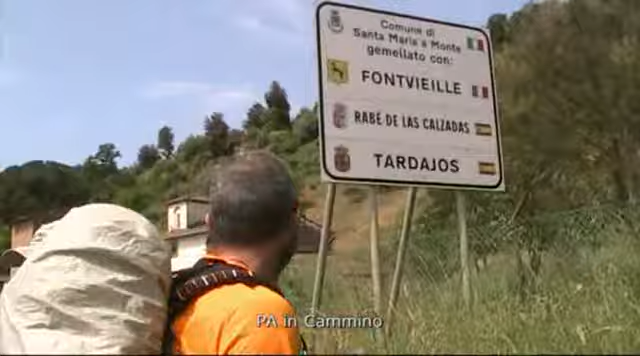 Comune di
Santa Maria a Monte
gemellato con:
FONTVIEILLE
RABÉ DE LAS CALZADAS
TARDAJOS
PA in Cammino